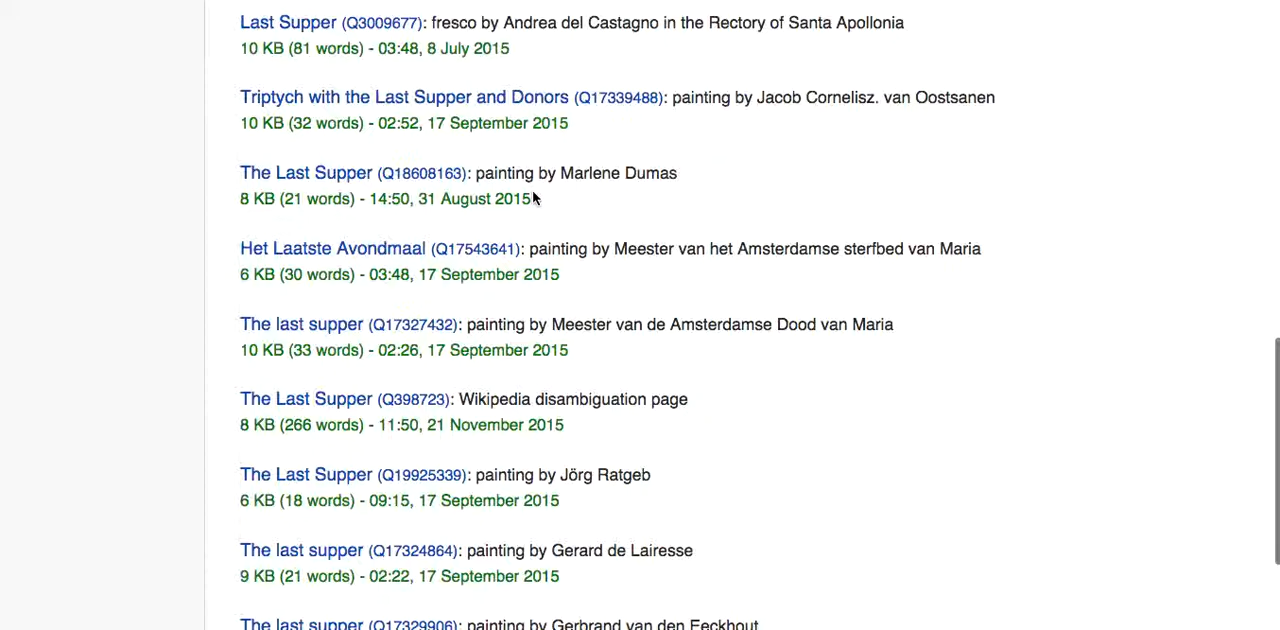 Last Supper (Q3009677): fresco by Andrea del Castagno in the Rectory of Santa Apollonia
10 KB (81 words) - 03:48, 8 July 2015
Triptych with the Last Supper and Donors (Q17339488): painting by Jacob Cornelisz. van Oostsanen
10 KB (32 words) - 02:52, 17 September 2015
The Last Supper (Q18608163): painting by Marlene Dumas
8 KB (21 words) - 14:50, 31 August 2015
Het Laatste Avondmaal (Q17543641): painting by Meester van het Amsterdamse sterfbed van Maria
6 KB (30 words) - 03:48, 17 September 2015
The last supper (Q17327432): painting by Meester van de Amsterdamse Dood van Maria
10 KB (33 words) - 02:26, 17 September 2015
The Last Supper (Q398723): Wikipedia disambiguation page
8 KB (266 words) - 11:50, 21 November 2015
The Last Supper (Q19925339): painting by Jörg Ratgeb
6 KB (18 words) - 09:15, 17 September 2015
The last supper (Q17324864): painting by Gerard de Lairesse
9 KB (21 words) - 02:22, 17 September 2015
The last supper (Q17329906): painting by Gerbrand van den Eeckhout